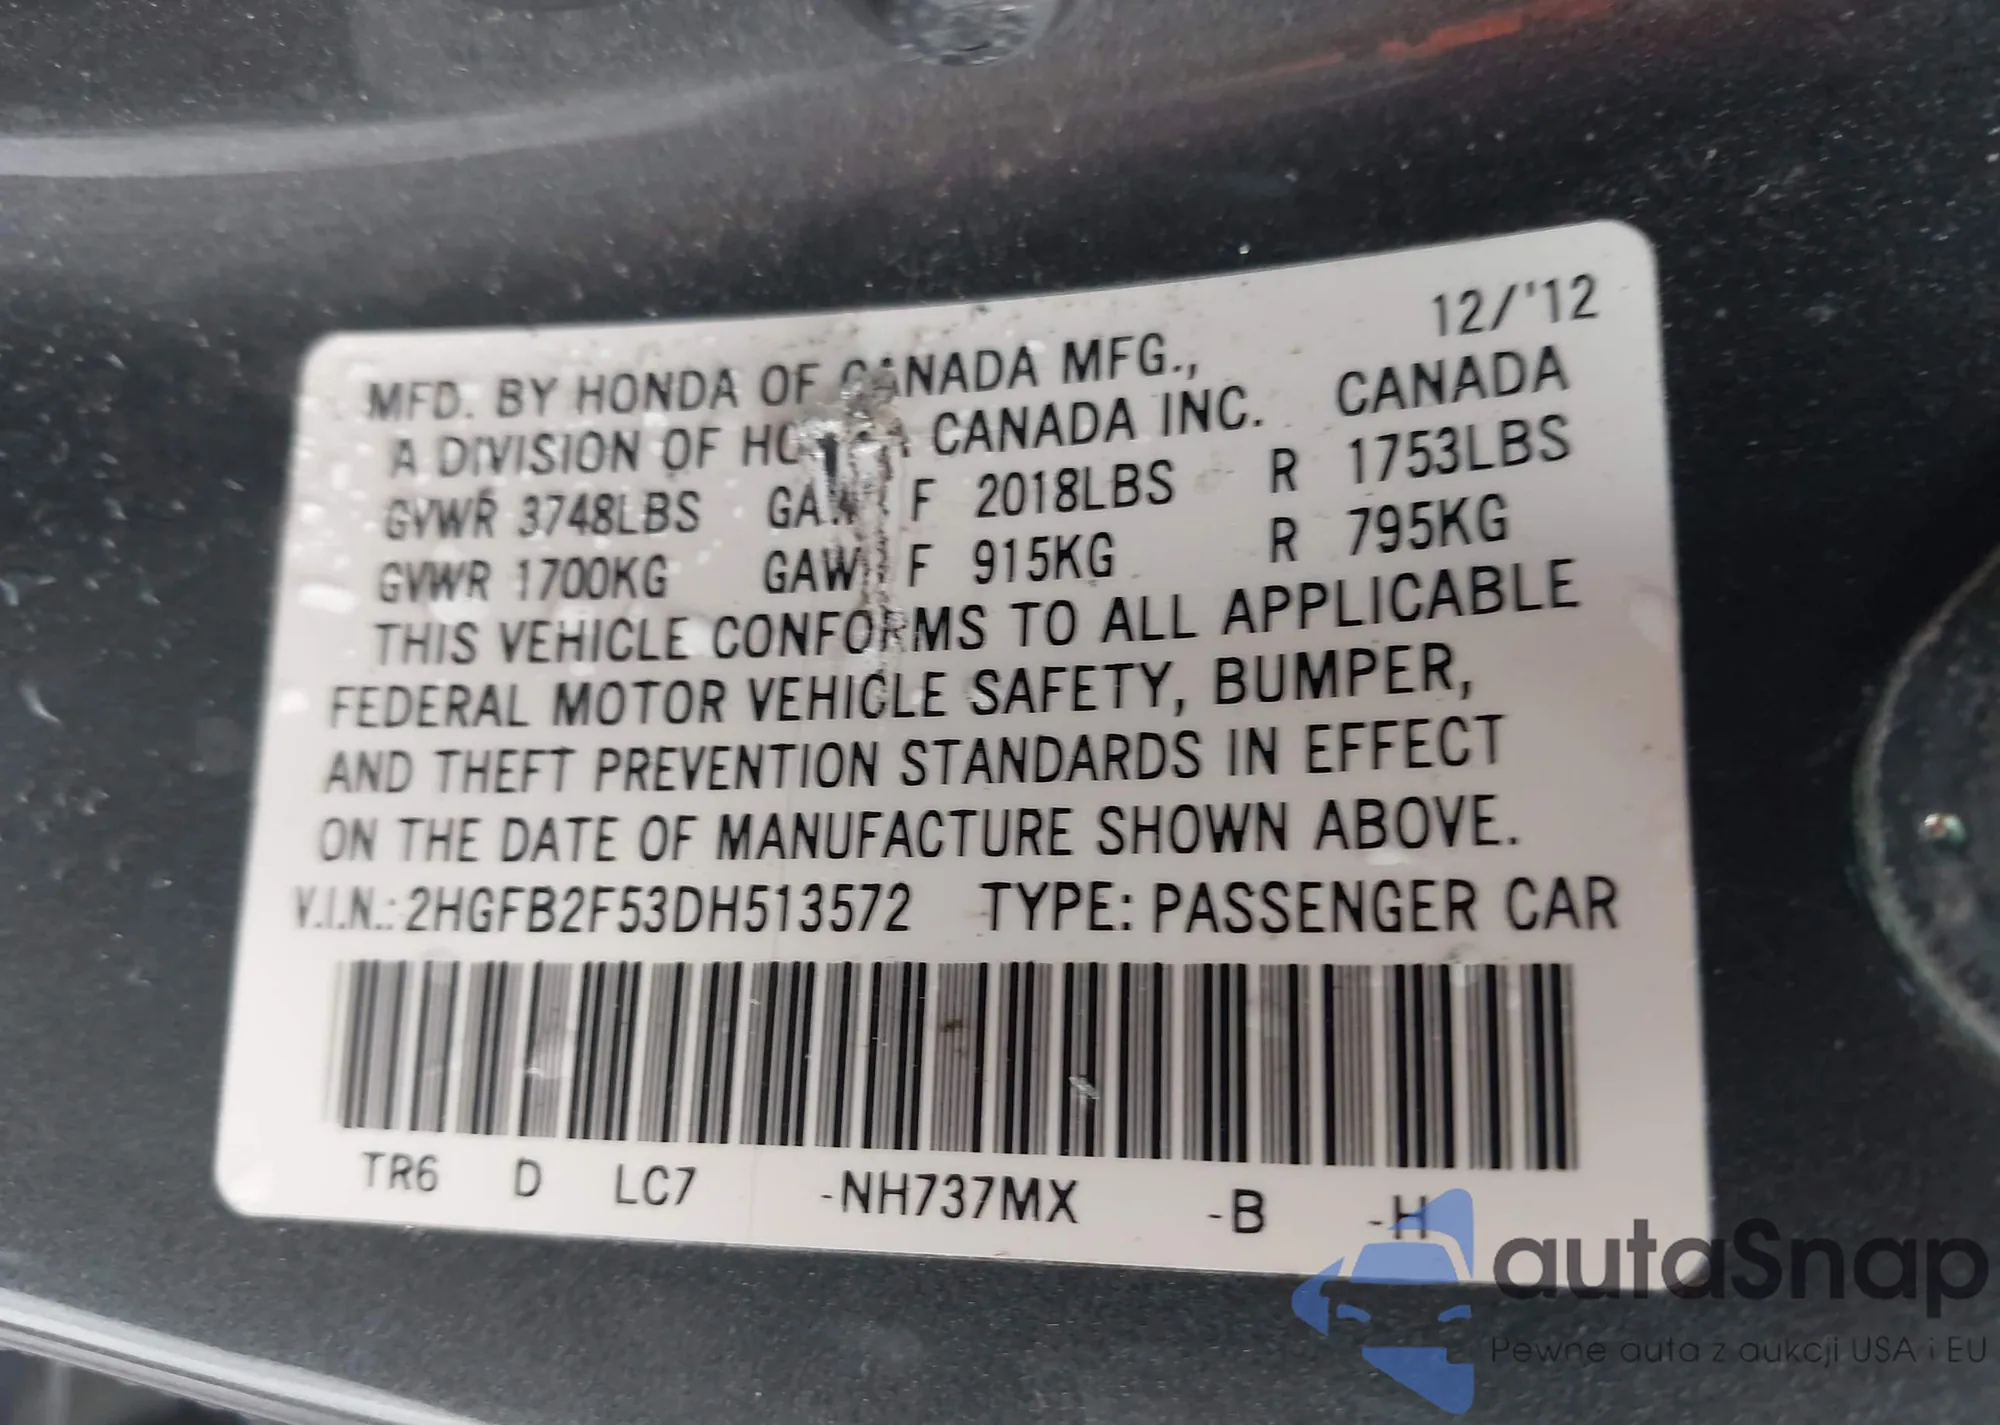 12/'12
MFD. BY HONDA OF CANADA MFG.,
A DIVISION OF CANADA INC. CANADA
GVWR 3748LBS F 2018LBS R 1753LBS
GVWR 1700KG F 915KG R 795KG
THIS VEHICLE CONFORMS TO ALL APPLICABLE
FEDERAL MOTOR VEHICLE SAFETY, BUMPER,
AND THEFT PREVENTION STANDARDS IN EFFECT
ON THE DATE OF MANUFACTURE SHOWN ABOVE.
V.I.N.: 2HGFB2F53DH513572 TYPE: PASSENGER CAR
TR6 D LC7 -NH737MX -B -H
autaSnap
Pewne auta z aukcji USA i EU